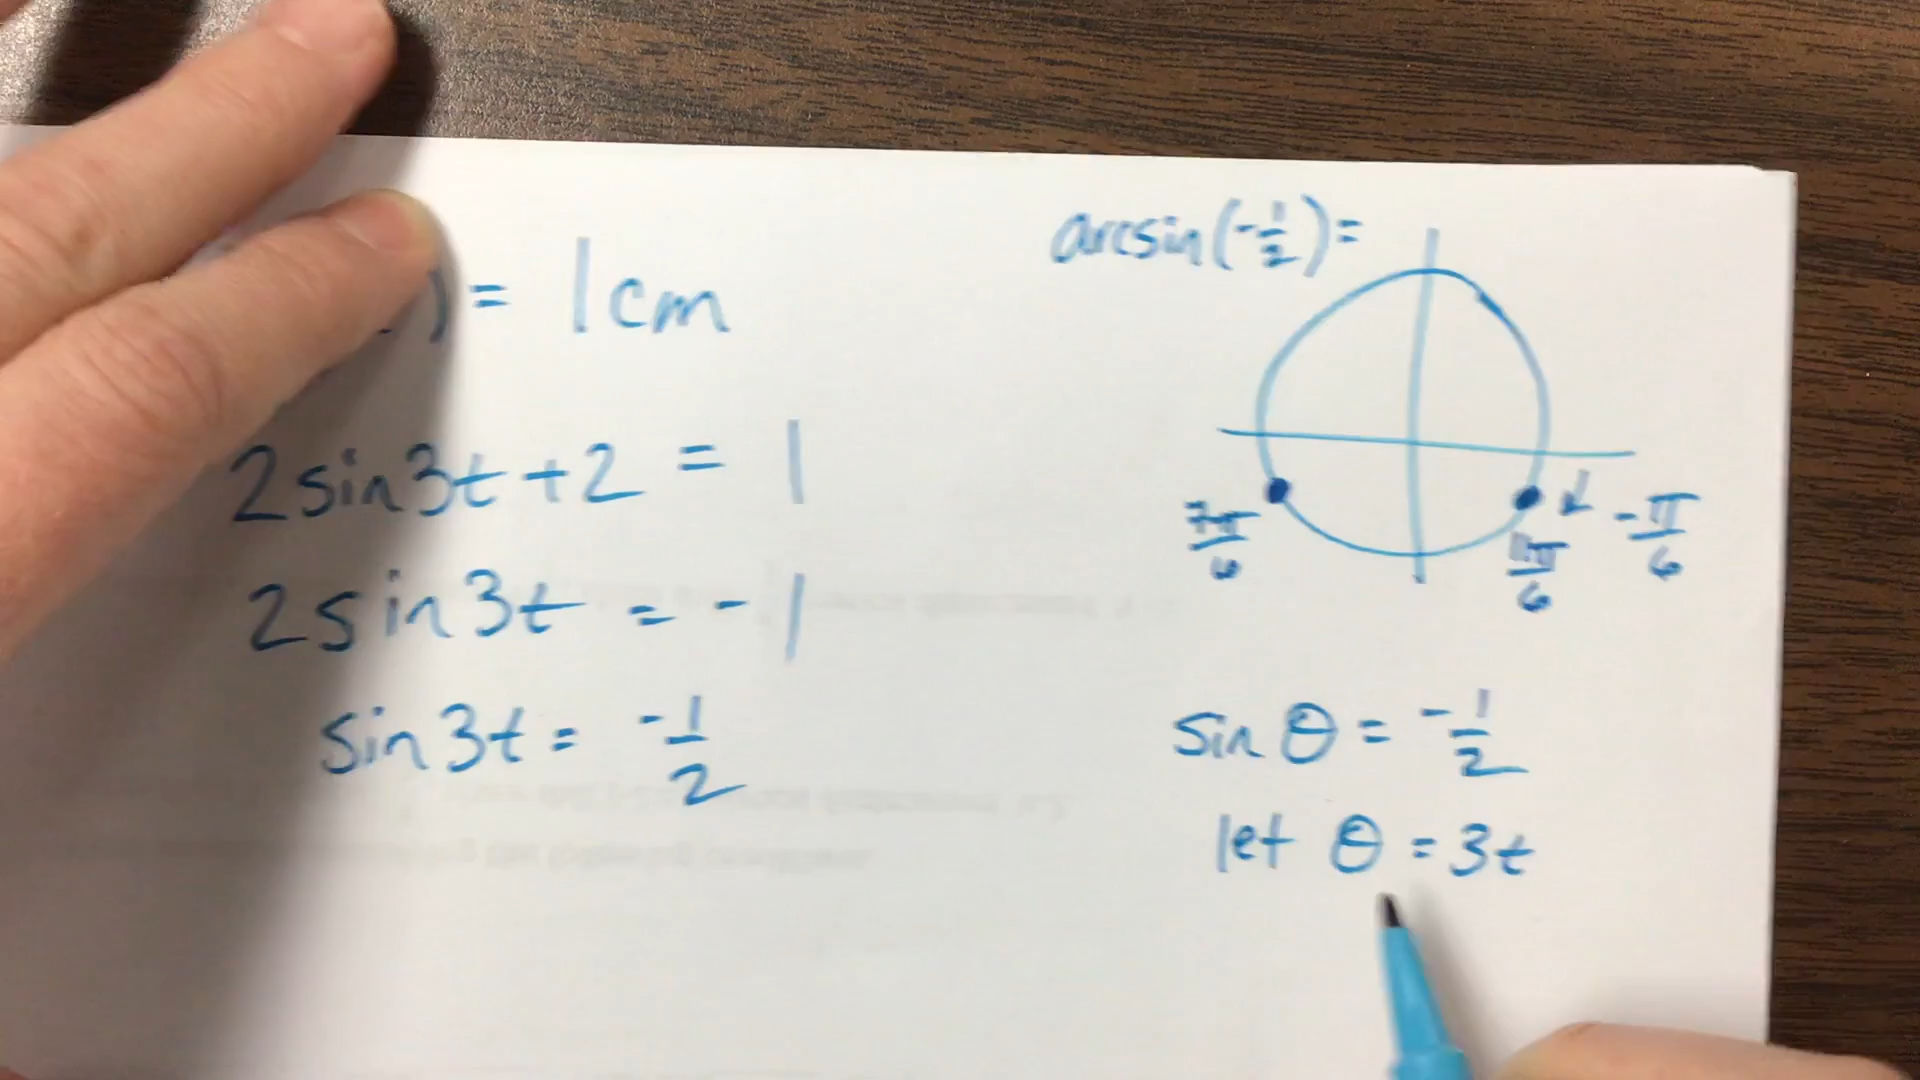 ) = 1cm
2sin3t+2 = 1
2sin3t = -1
sin3t = -1/2
arcsin(-1/2)=
7π/6
11π/6
-π/6
sin θ = -1/2
let θ = 3t